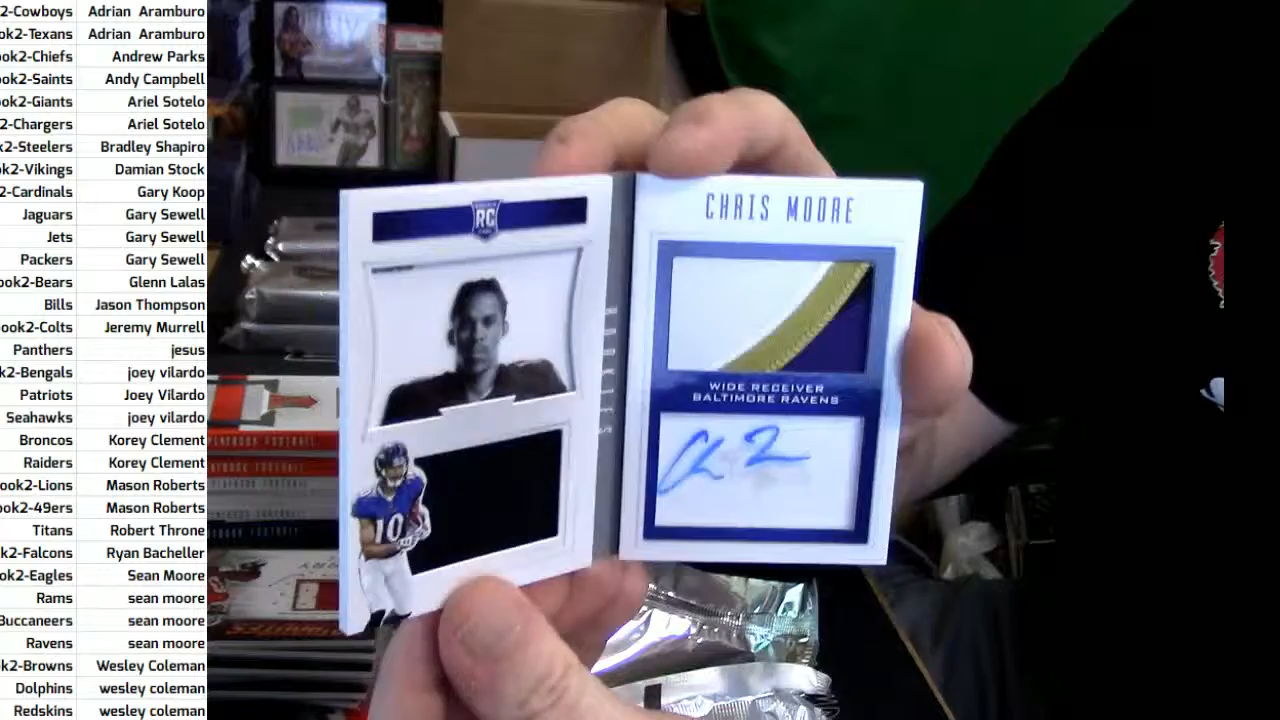 2-Cowboys Adrian Aramburo
ok2-Texans Adrian Aramburo
ok2-Chiefs Andrew Parks
ok2-Saints Andy Campbell
ok2-Giants Ariel Sotelo
2-Chargers Ariel Sotelo
k2-Steelers Bradley Shapiro
k2-Vikings Damian Stock
2-Cardinals Gary Koop
Jaguars Gary Sewell
Jets Gary Sewell
Packers Gary Sewell
ok2-Bears Glenn Lalas
Bills Jason Thompson
ook2-Colts Jeremy Murrell
Panthers jesus
k2-Bengals joey vilardo
Patriots Joey Vilardo
Seahawks joey vilardo
Broncos Korey Clement
Raiders Korey Clement
ook2-Lions Mason Roberts
ok2-49ers Mason Roberts
Titans Robert Throne
k2-Falcons Ryan Bacheller
ok2-Eagles Sean Moore
Rams sean moore
Buccaneers sean moore
Ravens sean moore
k2-Browns Wesley Coleman
Dolphins wesley coleman
Redskins wesley coleman
RC
10
CHRIS MOORE
WIDE RECEIVER
BALTIMORE RAVENS